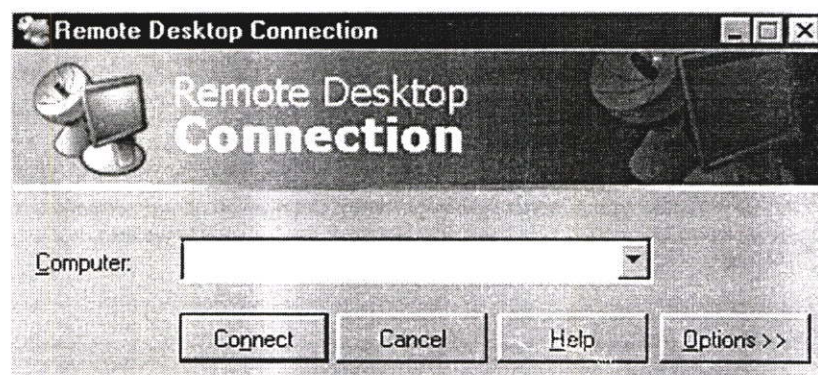 Remote Desktop Connection
Remote Desktop
Connection
Computer:
Connect Cancel Help Options >>